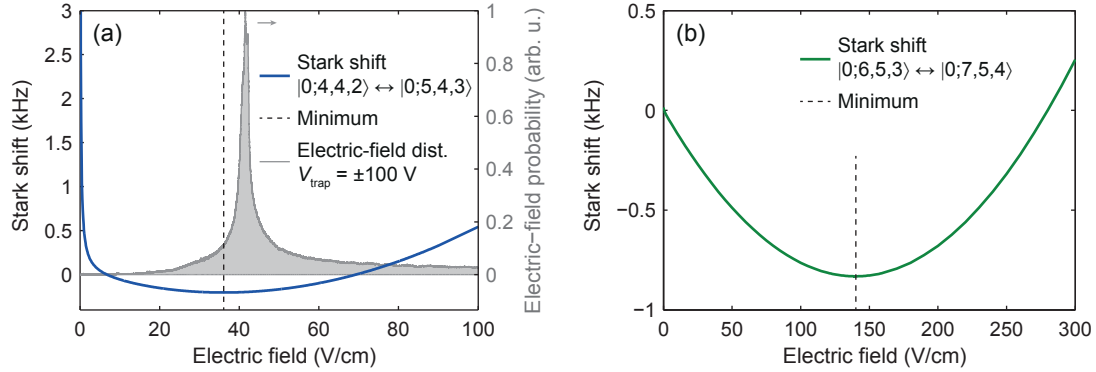 (a)
Stark shift
|0;4,4,2⟩ ↔ |0;5,4,3⟩
Minimum
Electric-field dist.
V_trap = ±100 V
Stark shift (kHz)
3
2.5
2
1.5
1
0.5
0
0
20
40
60
80
100
Electric field (V/cm)
1
0.8
0.6
0.4
0.2
0
Electric-field probability (arb. u.)
(b)
Stark shift
|0;6,5,3⟩ ↔ |0;7,5,4⟩
Minimum
Stark shift (kHz)
0
−0.5
−1
0
50
100
150
200
250
300
Electric field (V/cm)